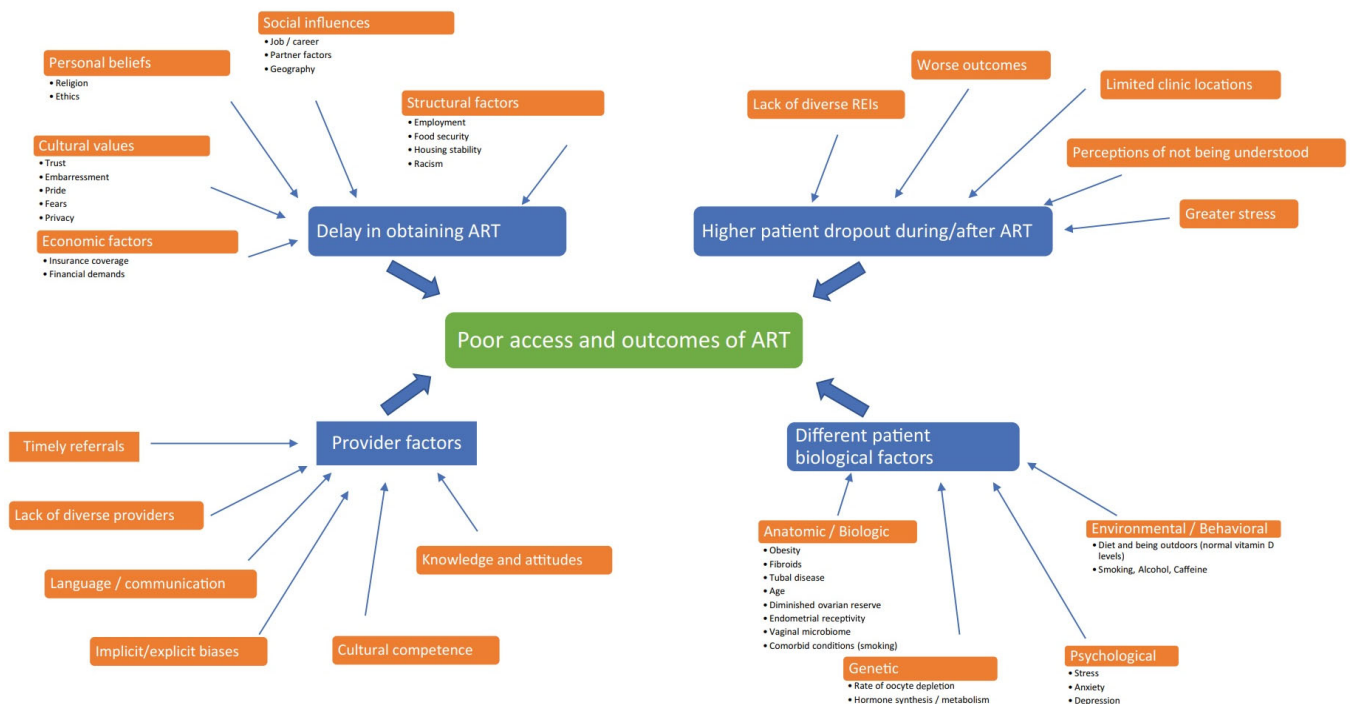 Social influences
• Job / career
• Partner factors
• Geography
Personal beliefs
• Religion
• Ethics
Structural factors
• Employment
• Food security
• Housing stability
• Racism
Cultural values
• Trust
• Embarressment
• Pride
• Fears
• Privacy
Economic factors
• Insurance coverage
• Financial demands
Delay in obtaining ART
Worse outcomes
Lack of diverse REIs
Limited clinic locations
Perceptions of not being understood
Greater stress
Higher patient dropout during/after ART
Poor access and outcomes of ART
Provider factors
Timely referrals
Lack of diverse providers
Language / communication
Implicit/explicit biases
Cultural competence
Knowledge and attitudes
Different patient
biological factors
Anatomic / Biologic
• Obesity
• Fibroids
• Tubal disease
• Age
• Diminished ovarian reserve
• Endometrial receptivity
• Vaginal microbiome
• Comorbid conditions (smoking)
Genetic
• Rate of oocyte depletion
• Hormone synthesis / metabolism
Psychological
• Stress
• Anxiety
• Depression
Environmental / Behavioral
• Diet and being outdoors (normal vitamin D
levels)
• Smoking, Alcohol, Caffeine